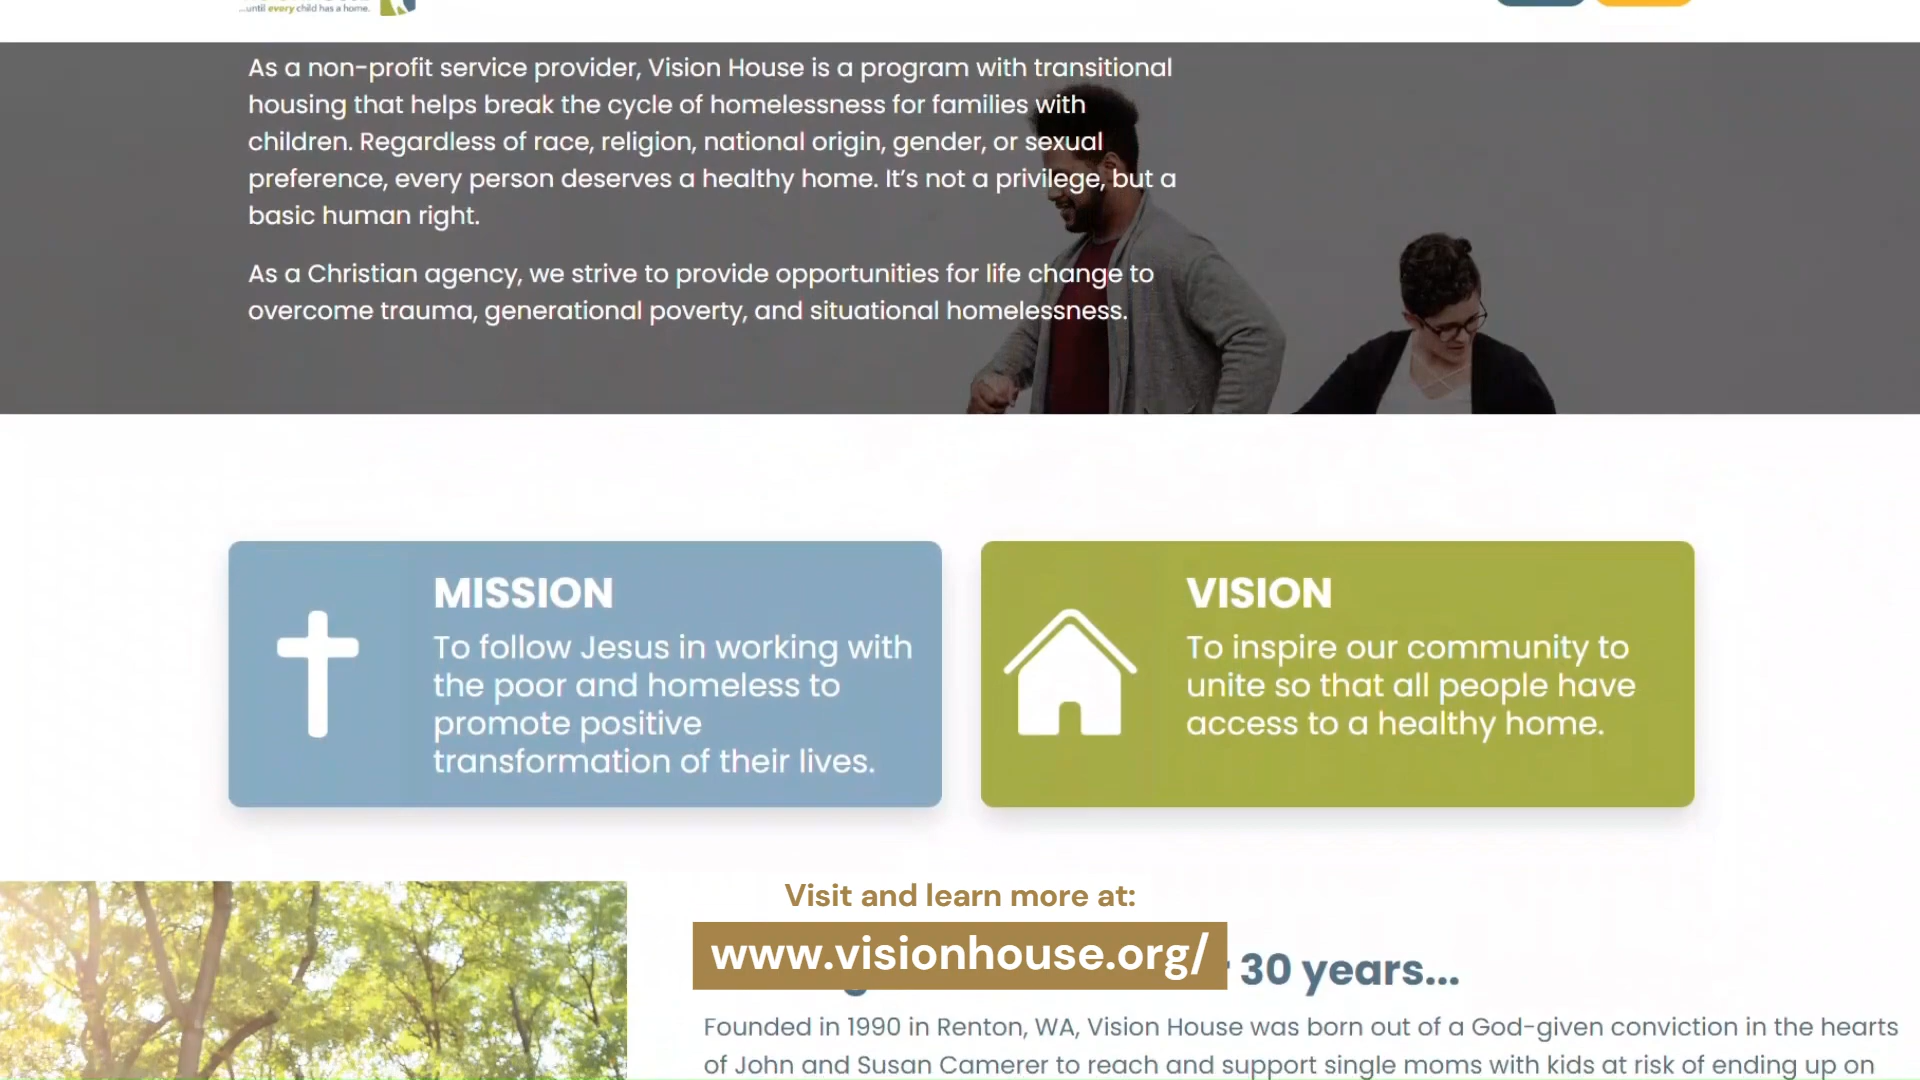 ...until every child has a home.
As a non-profit service provider, Vision House is a program with transitional
housing that helps break the cycle of homelessness for families with
children. Regardless of race, religion, national origin, gender, or sexual
preference, every person deserves a healthy home. It's not a privilege, but a
basic human right.
As a Christian agency, we strive to provide opportunities for life change to
overcome trauma, generational poverty, and situational homelessness.
MISSION
To follow Jesus in working with
the poor and homeless to
promote positive
transformation of their lives.
VISION
To inspire our community to
unite so that all people have
access to a healthy home.
Visit and learn more at:
www.visionhouse.org/
30 years...
Founded in 1990 in Renton, WA, Vision House was born out of a God-given conviction in the hearts
of John and Susan Camerer to reach and support single moms with kids at risk of ending up on